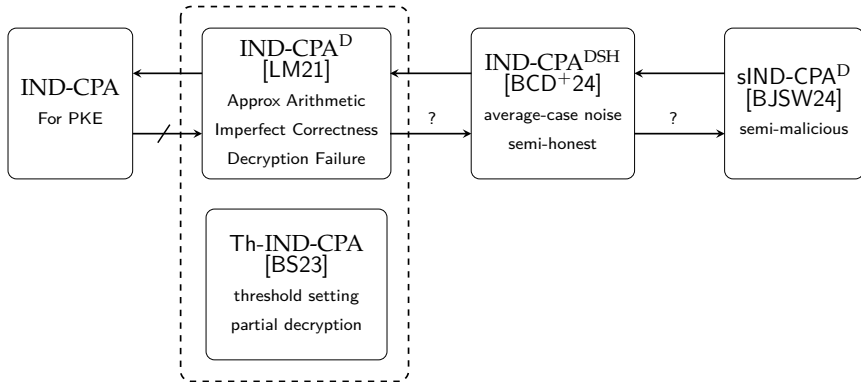 IND-CPA
For PKE
IND-CPA^D
[LM21]
Approx Arithmetic
Imperfect Correctness
Decryption Failure
?
IND-CPA^DSH
[BCD^+24]
average-case noise
semi-honest
?
sIND-CPA^D
[BJSW24]
semi-malicious
Th-IND-CPA
[BS23]
threshold setting
partial decryption